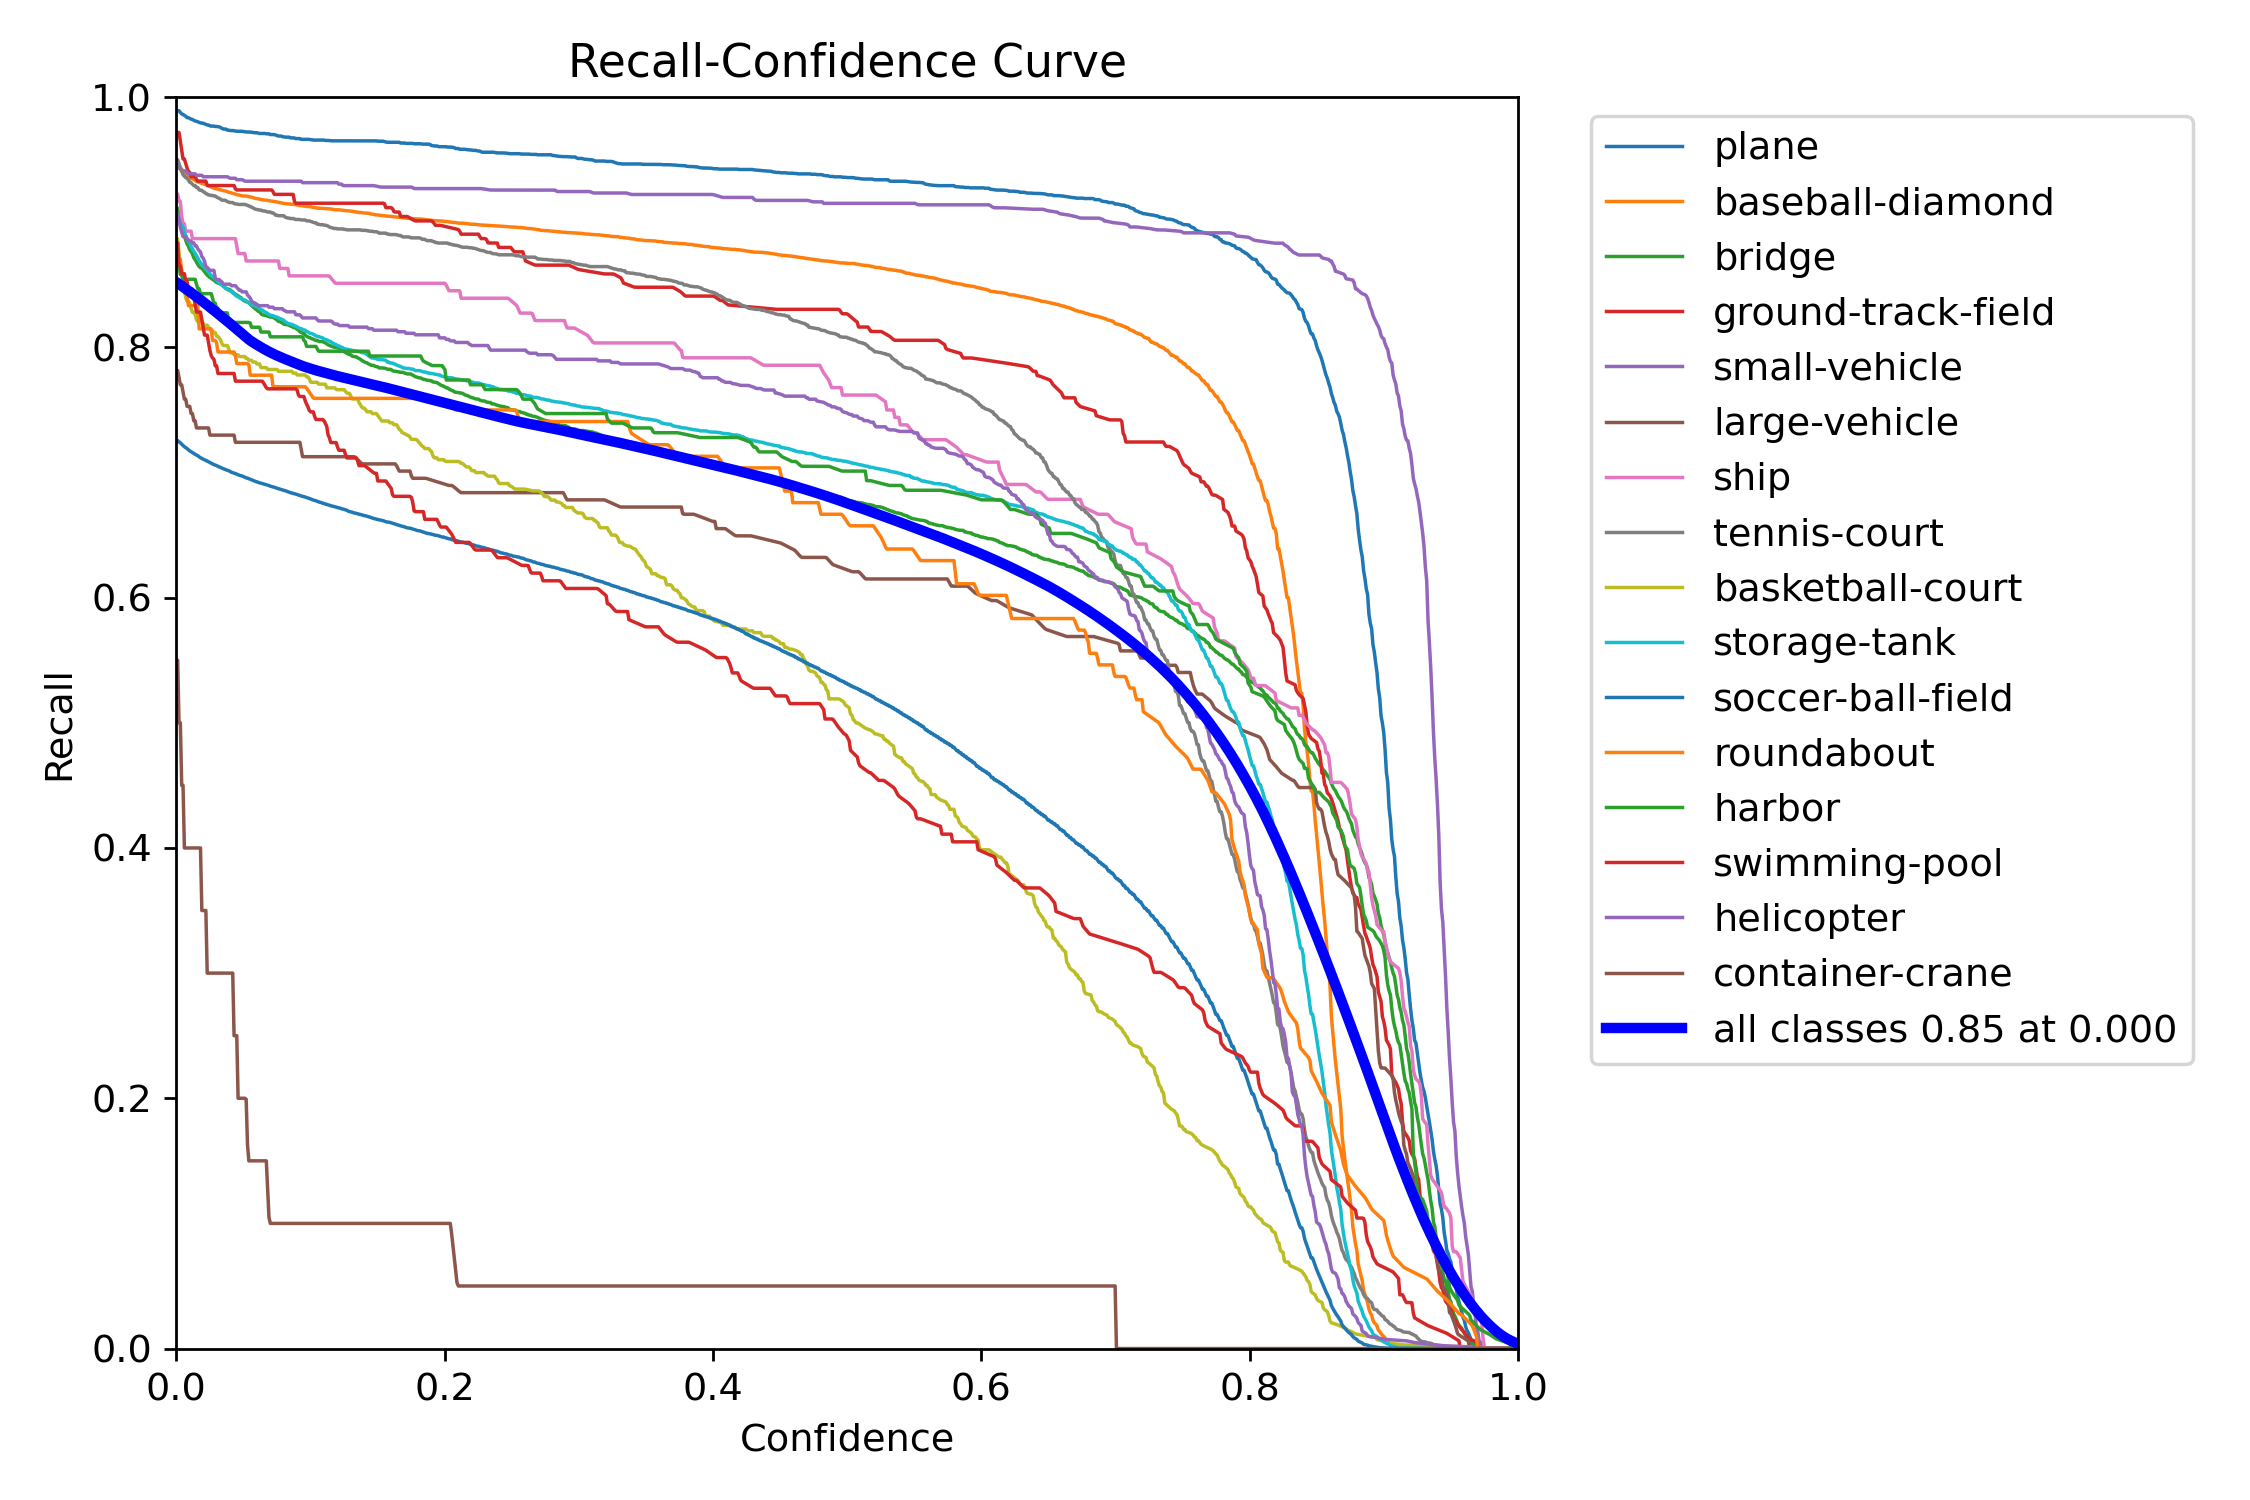 Recall-Confidence Curve
1.0
0.8
0.6
0.4
0.2
0.0
Recall
0.0 0.2 0.4 0.6 0.8 1.0
Confidence
plane
baseball-diamond
bridge
ground-track-field
small-vehicle
large-vehicle
ship
tennis-court
basketball-court
storage-tank
soccer-ball-field
roundabout
harbor
swimming-pool
helicopter
container-crane
all classes 0.85 at 0.000